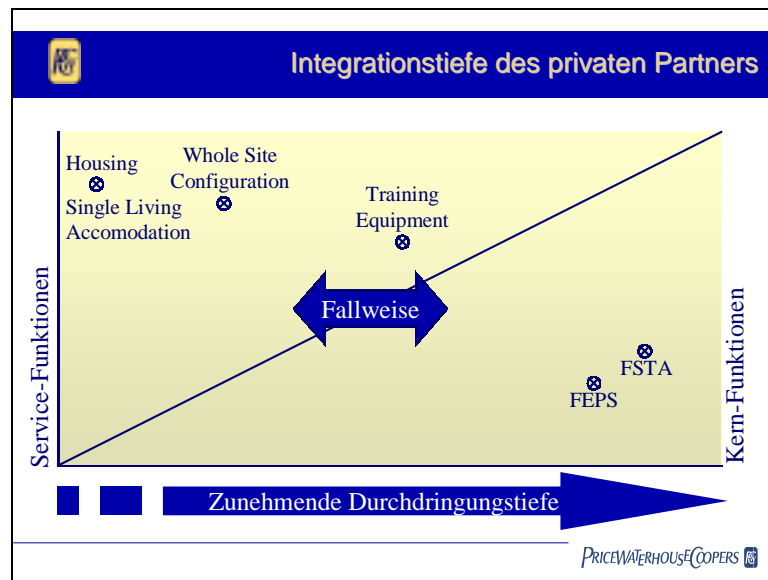 Integrationstiefe des privaten Partners
Housing
Single Living
Accomodation
Whole Site
Configuration
Training
Equipment
Fallweise
FSTA
FEPS
Service-Funktionen
Kern-Funktionen
Zunehmende Durchdringungstiefe
PRICEWATERHOUSECOOPERS